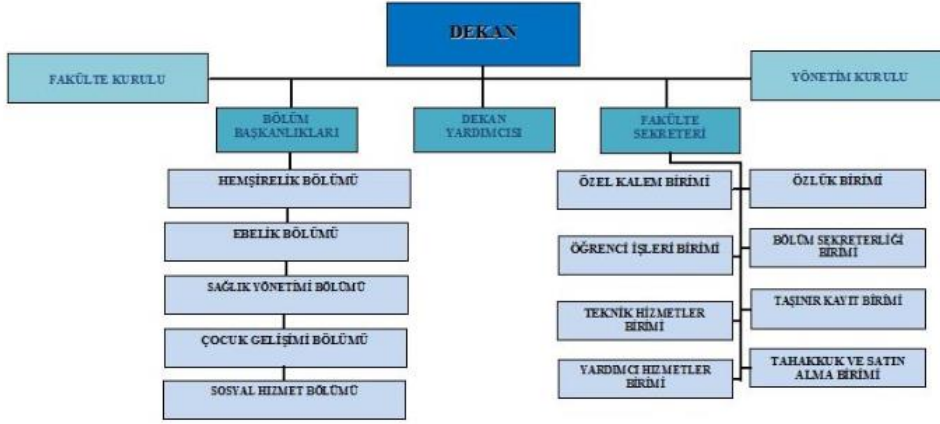 DEKAN
FAKÜLTE KURULU
YÖNETİM KURULU
BÖLÜM
BAŞKANLIKLARI
DEKAN
YARDIMCISI
FAKÜLTE
SEKRETERİ
HEMŞİRELİK BÖLÜMÜ
EBELİK BÖLÜMÜ
SAĞLIK YÖNETİMİ BÖLÜMÜ
ÇOCUK GELİŞİMİ BÖLÜMÜ
SOSYAL HIZMET BÖLÜMÜ
ÖZEL KALEM BİRİMİ
ÖZLÜK BİRİMİ
ÖĞRENCİ İŞLERİ BİRİMİ
BÖLÜM SEKRETERLİĞİ
BİRİMİ
TEKNİK HİZMETLER
BİRİMİ
TAŞINIR KAYIT BİRİMİ
YARDIMCI HİZMETLER
BİRİMİ
TAHAKKUK VE SATIN
ALMA BİRİMİ